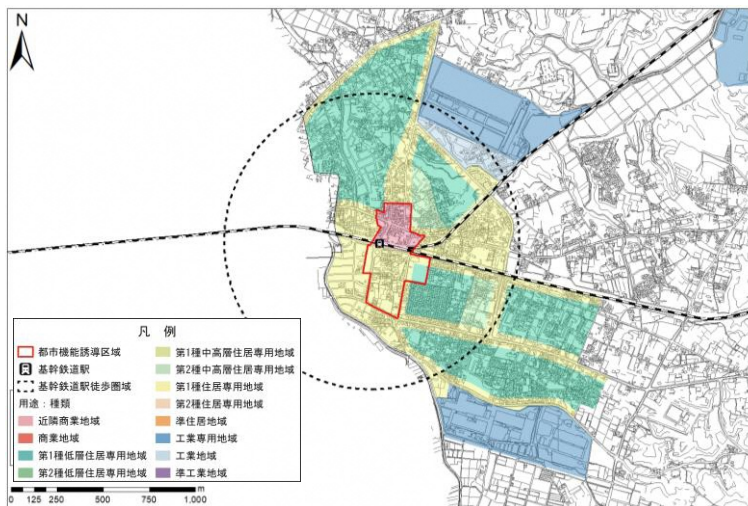 N
凡 例
都市機能誘導区域
基幹鉄道駅
基幹鉄道駅徒歩圏域
用途：種類
近隣商業地域
商業地域
第1種低層住居専用地域
第2種低層住居専用地域
第1種中高層住居専用地域
第2種中高層住居専用地域
第1種住居専用地域
第2種住居専用地域
準住居地域
工業専用地域
工業地域
準工業地域
m
0 125 250 500 750 1,000